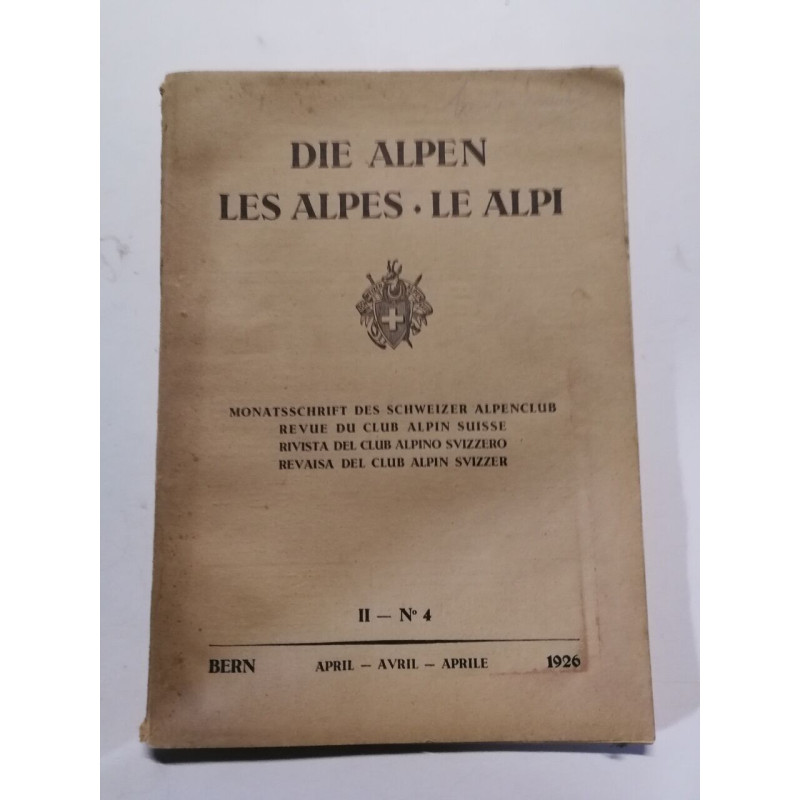 DIE ALPEN
LES ALPES • LE ALPI
MONATSSCHRIFT DES SCHWEIZER ALPENCLUB
REVUE DU CLUB ALPIN SUISSE
RIVISTA DEL CLUB ALPINO SVIZZERO
REVAISA DEL CLUB ALPIN SVIZZER
II — Nº 4
BERN APRIL — AVRIL — APRILE 1926